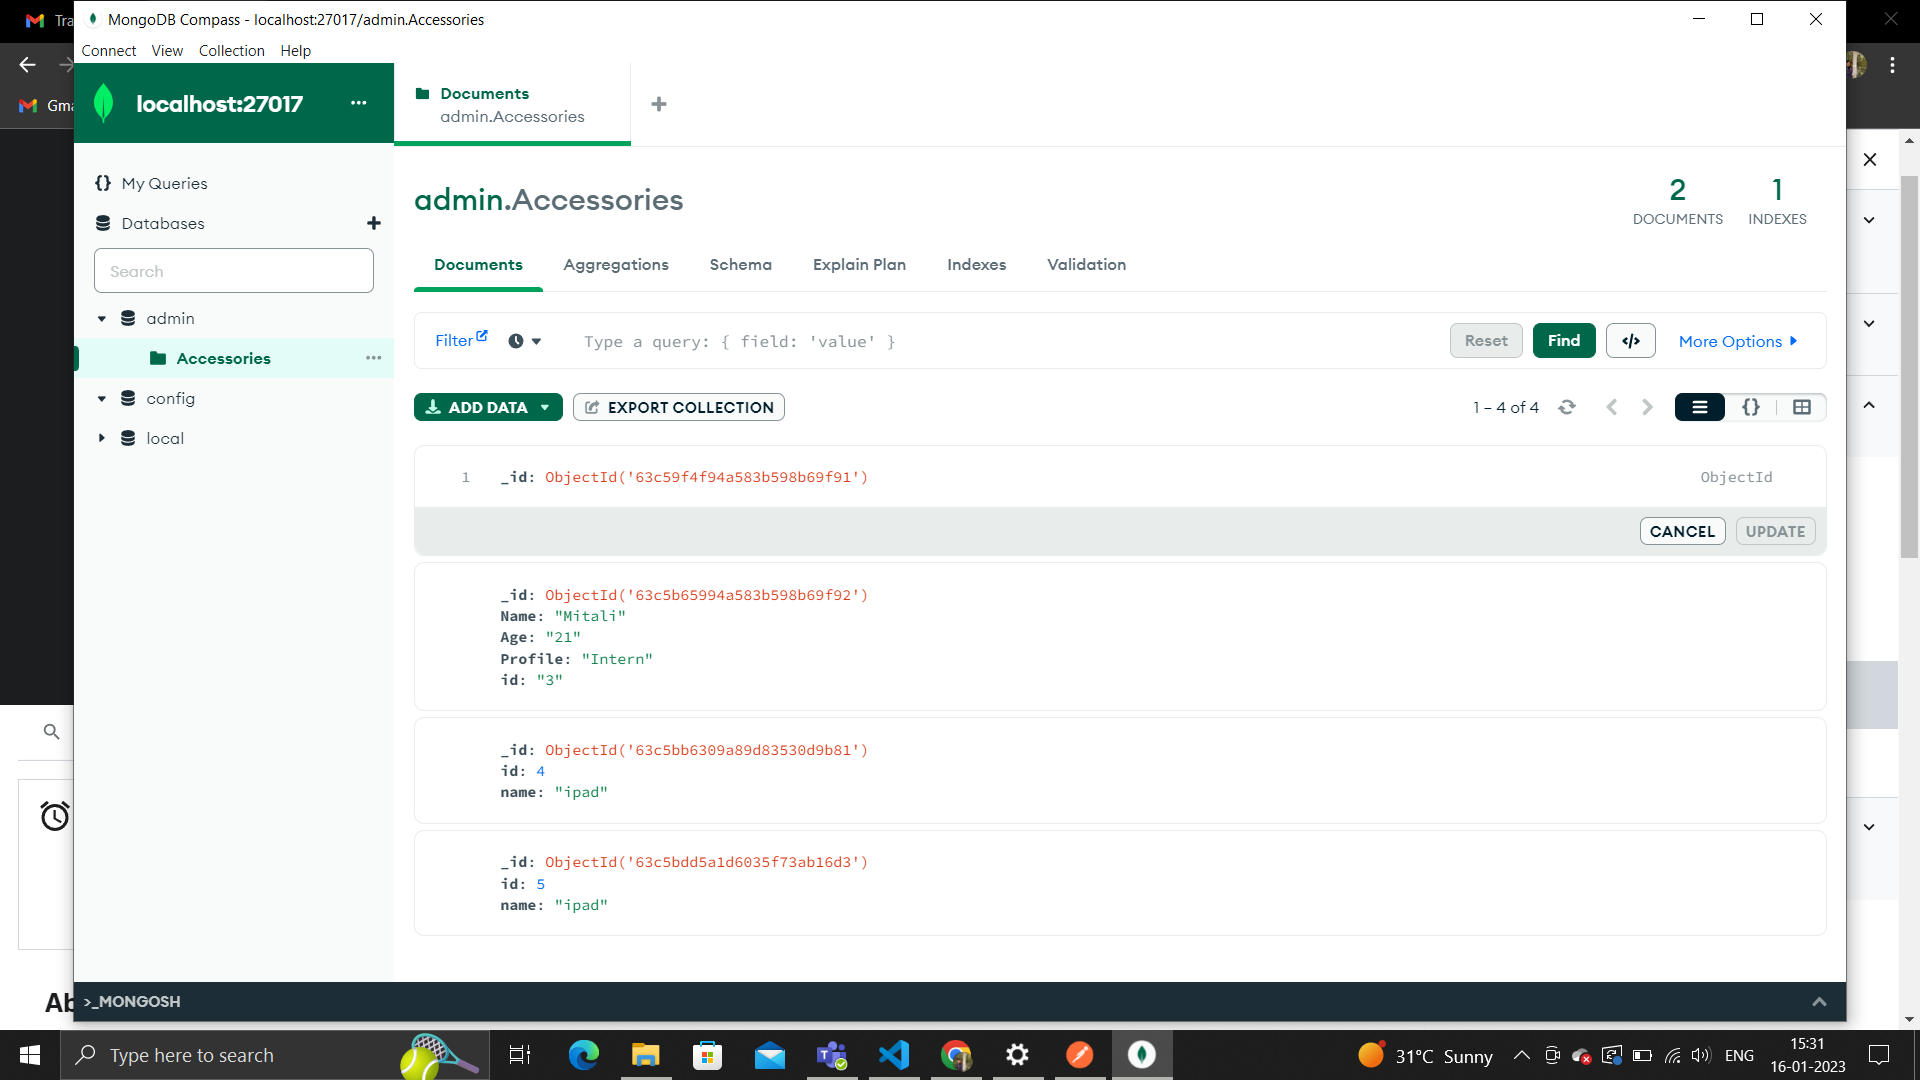 Tra
MongoDB Compass - localhost:27017/admin.Accessories
Connect View Collection Help
Gma
localhost:27017
Documents
admin.Accessories
My Queries
Databases
Search
admin
Accessories
config
local
admin.Accessories
2
DOCUMENTS
1
INDEXES
Documents Aggregations Schema Explain Plan Indexes Validation
Filter Type a query: { field: 'value' } Reset Find </> More Options
ADD DATA EXPORT COLLECTION 1 – 4 of 4 {}
1 _id: ObjectId('63c59f4f94a583b598b69f91') ObjectId
CANCEL UPDATE
_id: ObjectId('63c5b65994a583b598b69f92')
Name: "Mitali"
Age: "21"
Profile: "Intern"
id: "3"
_id: ObjectId('63c5bb6309a89d83530d9b81')
id: 4
name: "ipad"
_id: ObjectId('63c5bdd5a1d6035f73ab16d3')
id: 5
name: "ipad"
Ab
>_MONGOSH
Type here to search
31°C Sunny
ENG
15:31
16-01-2023